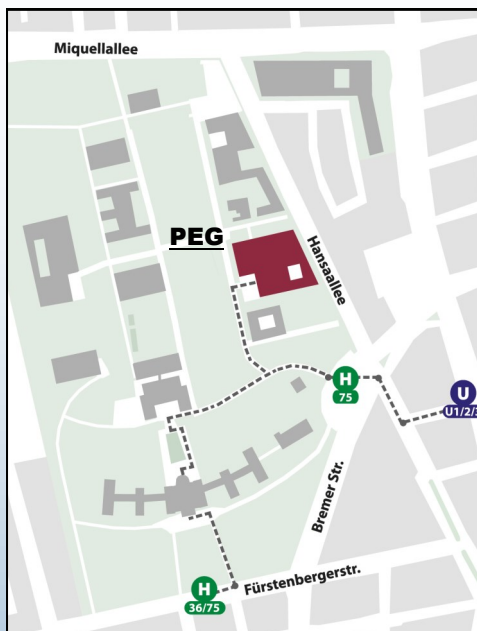 Miquellallee
PEG
Hansaallee
H
75
U
U1/2/3
Bremer Str.
H
36/75
Fürstenbergerstr.